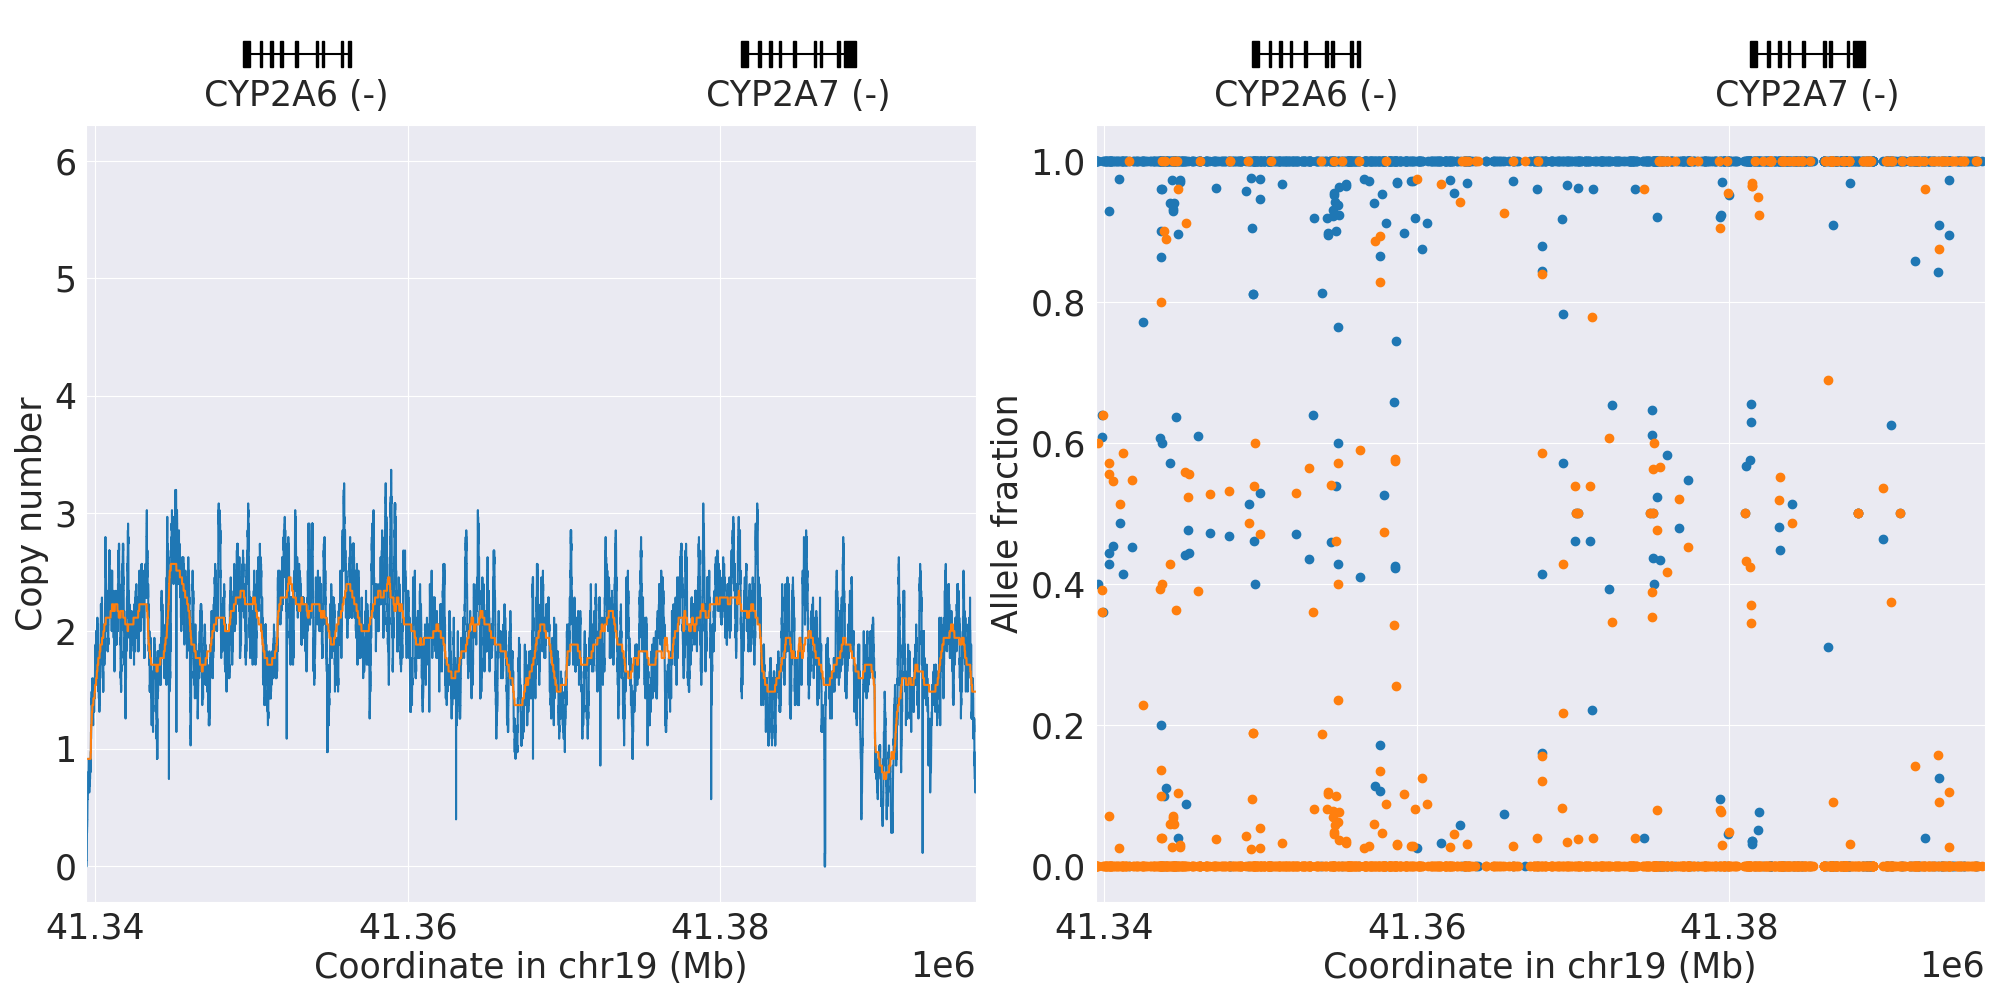 CYP2A6 (-)
CYP2A7 (-)
6
5
4
3
2
1
0
Copy number
41.34
41.36
41.38
Coordinate in chr19 (Mb)
1e6
CYP2A6 (-)
CYP2A7 (-)
1.0
0.8
0.6
0.4
0.2
0.0
Allele fraction
41.34
41.36
41.38
Coordinate in chr19 (Mb)
1e6